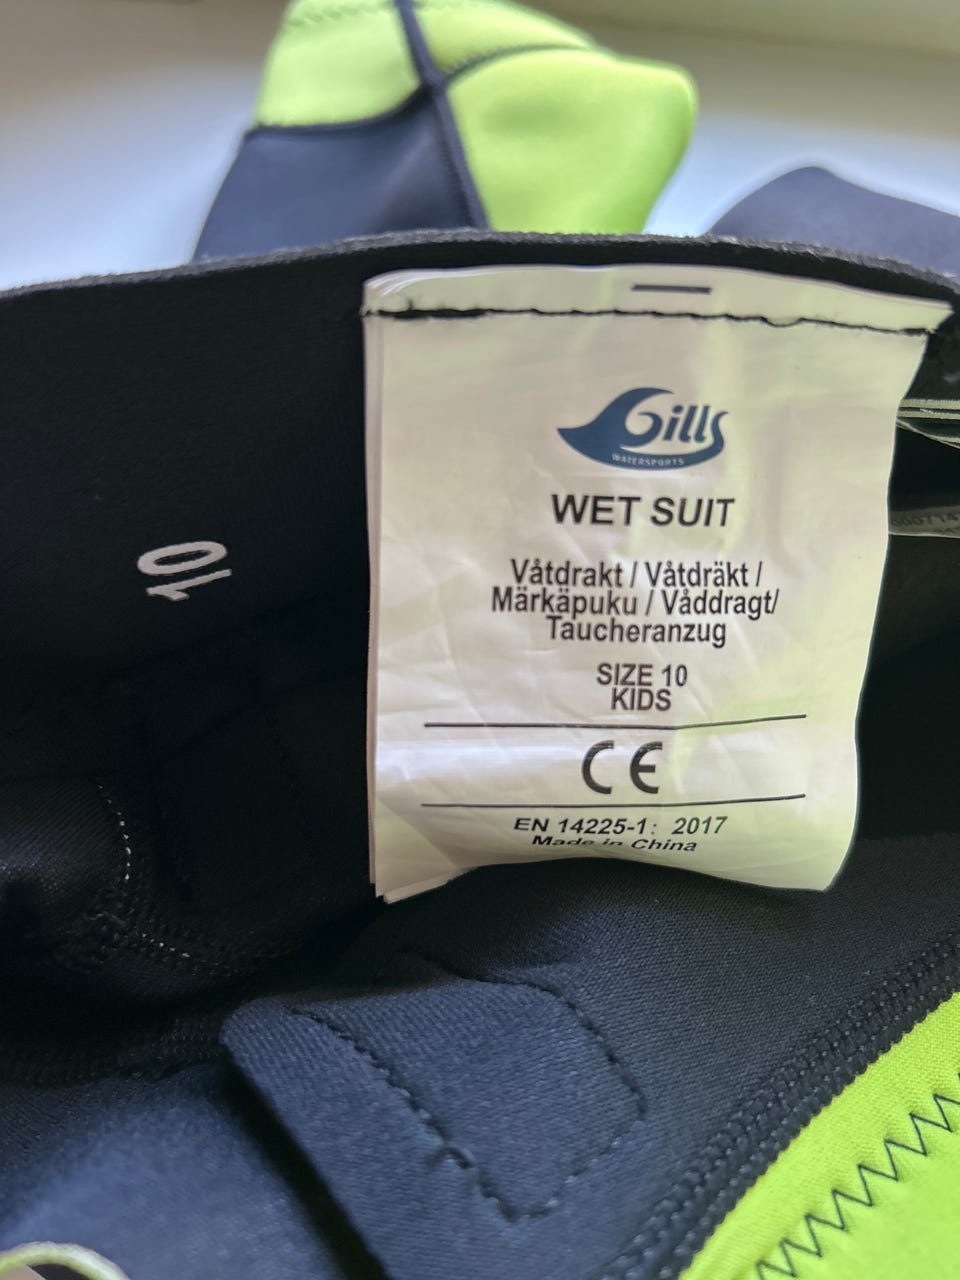 Gills
WATERSPORTS
WET SUIT
Våtdrakt / Våtdräkt /
Märkäpuku / Våddragt/
Taucheranzug
SIZE 10
KIDS
CE
EN 14225-1: 2017
Made in China
10